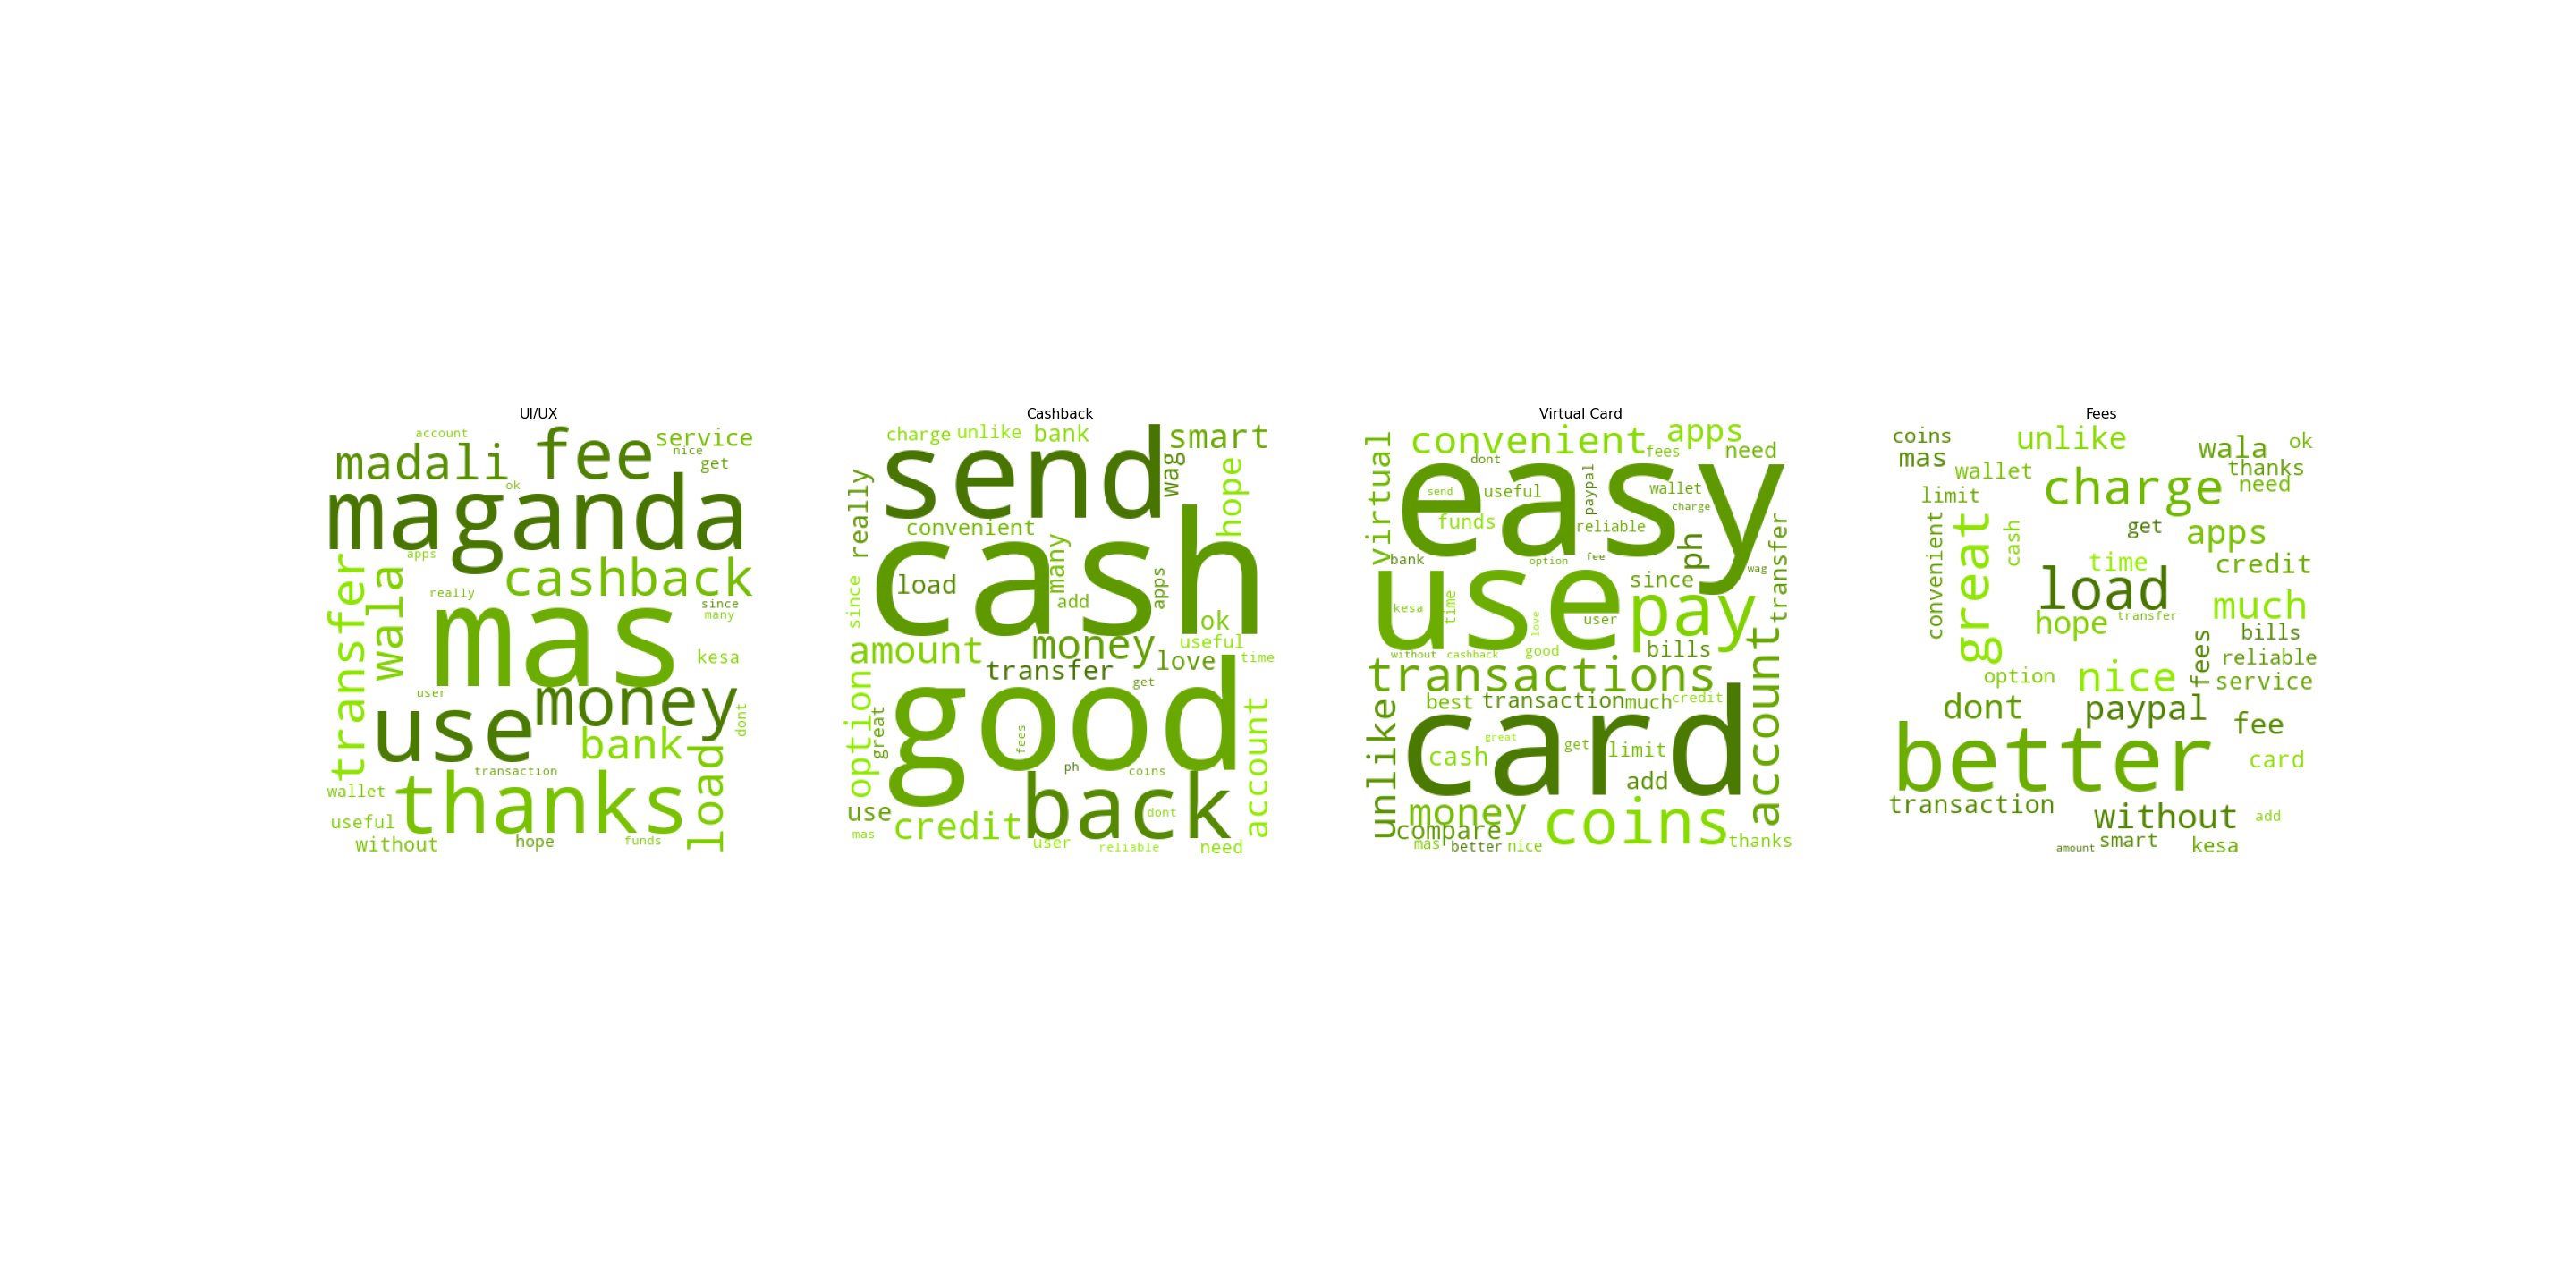 UI/UX
account
madali
fee
service
nice
get
ok
maganda
apps
cashback
transfer
wala
really
since
many
mas
kesa
user
money
use
dont
bank
transaction
load
wallet
thanks
useful
without
hope
funds
Cashback
charge
unlike
bank
smart
send
wag
hope
really
convenient
cash
many
load
apps
add
since
ok
amount
money
useful
transfer
love
time
get
option
good
great
fees
account
ph
coins
back
use
dont
credit
mas
user
reliable
need
Virtual Card
virtual
convenient
apps
fees
need
dont
easy
send
useful
paypal
wallet
charge
funds
reliable
ph
transfer
bank
option
fee
wag
since
use
kesa
time
love
user
pay
without
cashback
good
bills
transactions
account
best
transaction
much
credit
unlike
card
great
get
limit
cash
add
money
coins
compare
mas
better
nice
thanks
Fees
coins
unlike
wala
ok
mas
wallet
thanks
charge
need
limit
convenient
great
cash
get
apps
time
credit
load
much
hope
transfer
fees
bills
reliable
option
nice
service
dont
paypal
fee
better
card
transaction
without
add
amount
smart
kesa